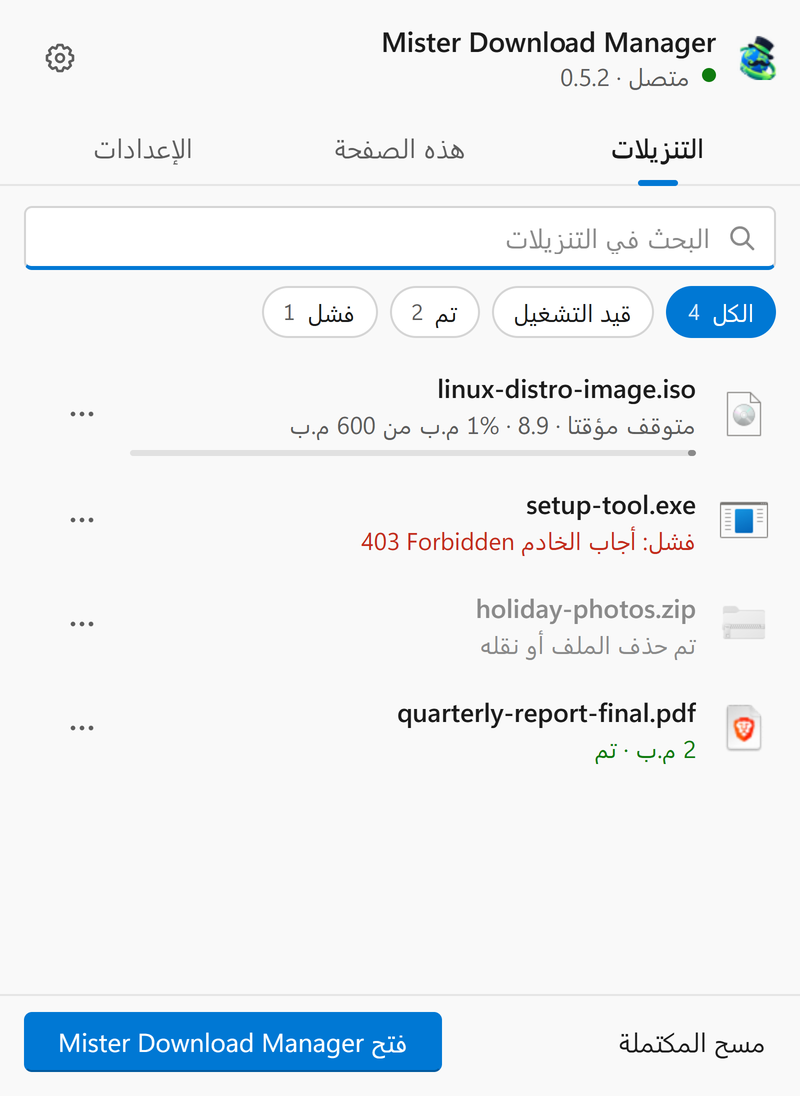 Mister Download Manager
متصل · 0.5.2
التنزيلات
هذه الصفحة
الإعدادات
البحث في التنزيلات
الكل 4
قيد التشغيل
تم 2
فشل 1
linux-distro-image.iso
متوقف مؤقتا · 8.9 · 1% م.ب من 600 م.ب
setup-tool.exe
فشل: أجاب الخادم 403 Forbidden
holiday-photos.zip
تم حذف الملف أو نقله
quarterly-report-final.pdf
2 م.ب · تم
مسح المكتملة
فتح Mister Download Manager